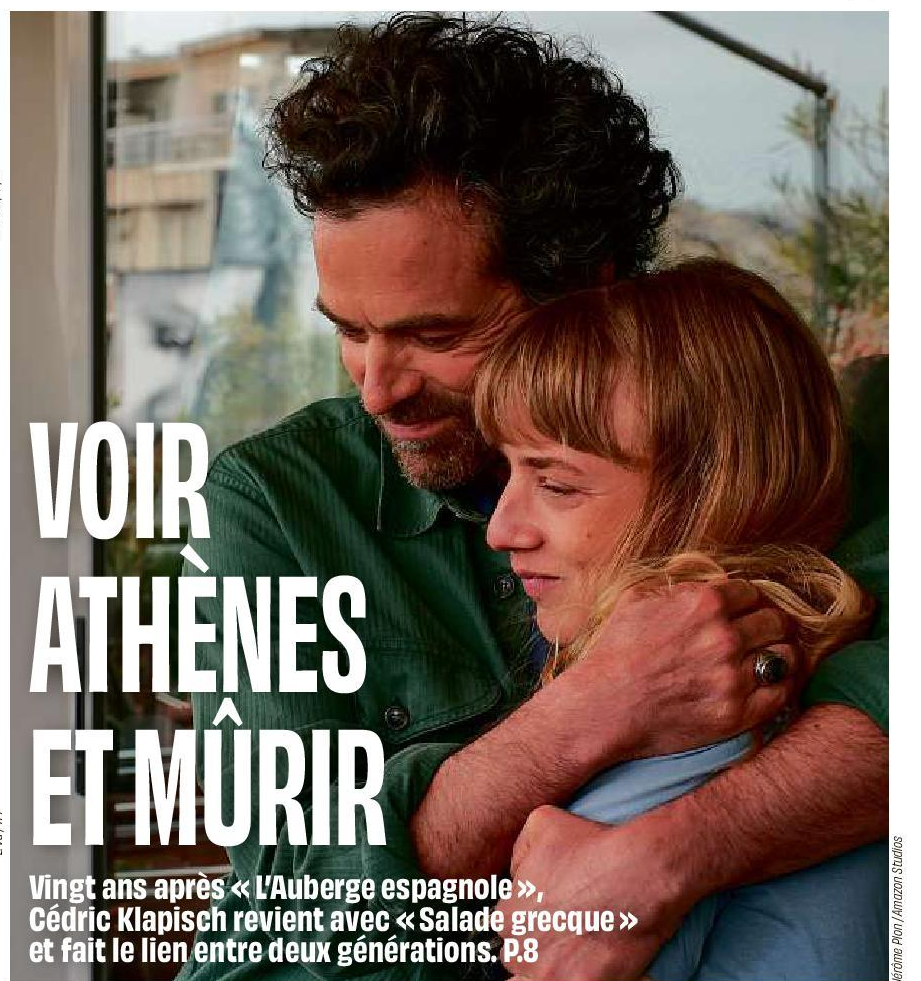 VOIR
ATHÈNES
ET MÛRIR
Vingt ans après « L'Auberge espagnole »,
Cédric Klapisch revient avec « Salade grecque »
et fait le lien entre deux générations. P.8
Jérôme Plon / Amazon Studios